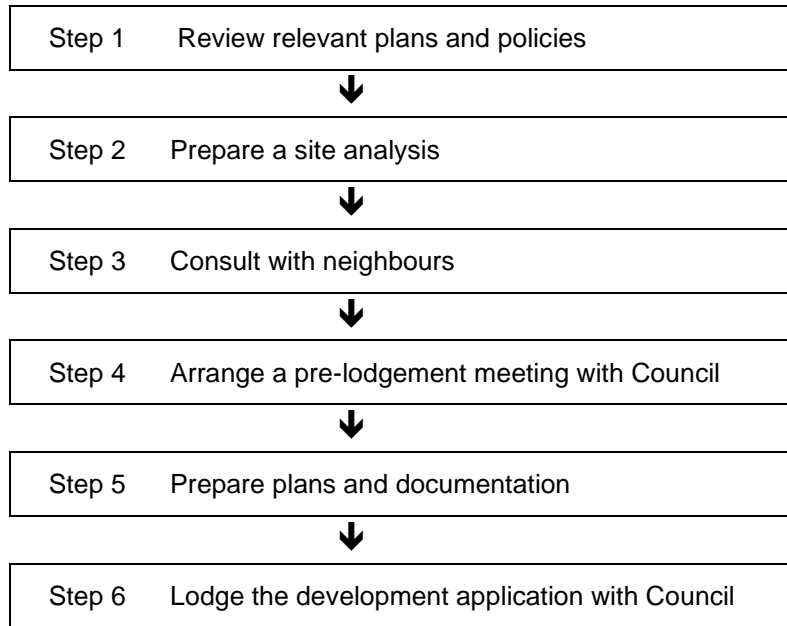 Step 1 Review relevant plans and policies
Step 2 Prepare a site analysis
Step 3 Consult with neighbours
Step 4 Arrange a pre-lodgement meeting with Council
Step 5 Prepare plans and documentation
Step 6 Lodge the development application with Council